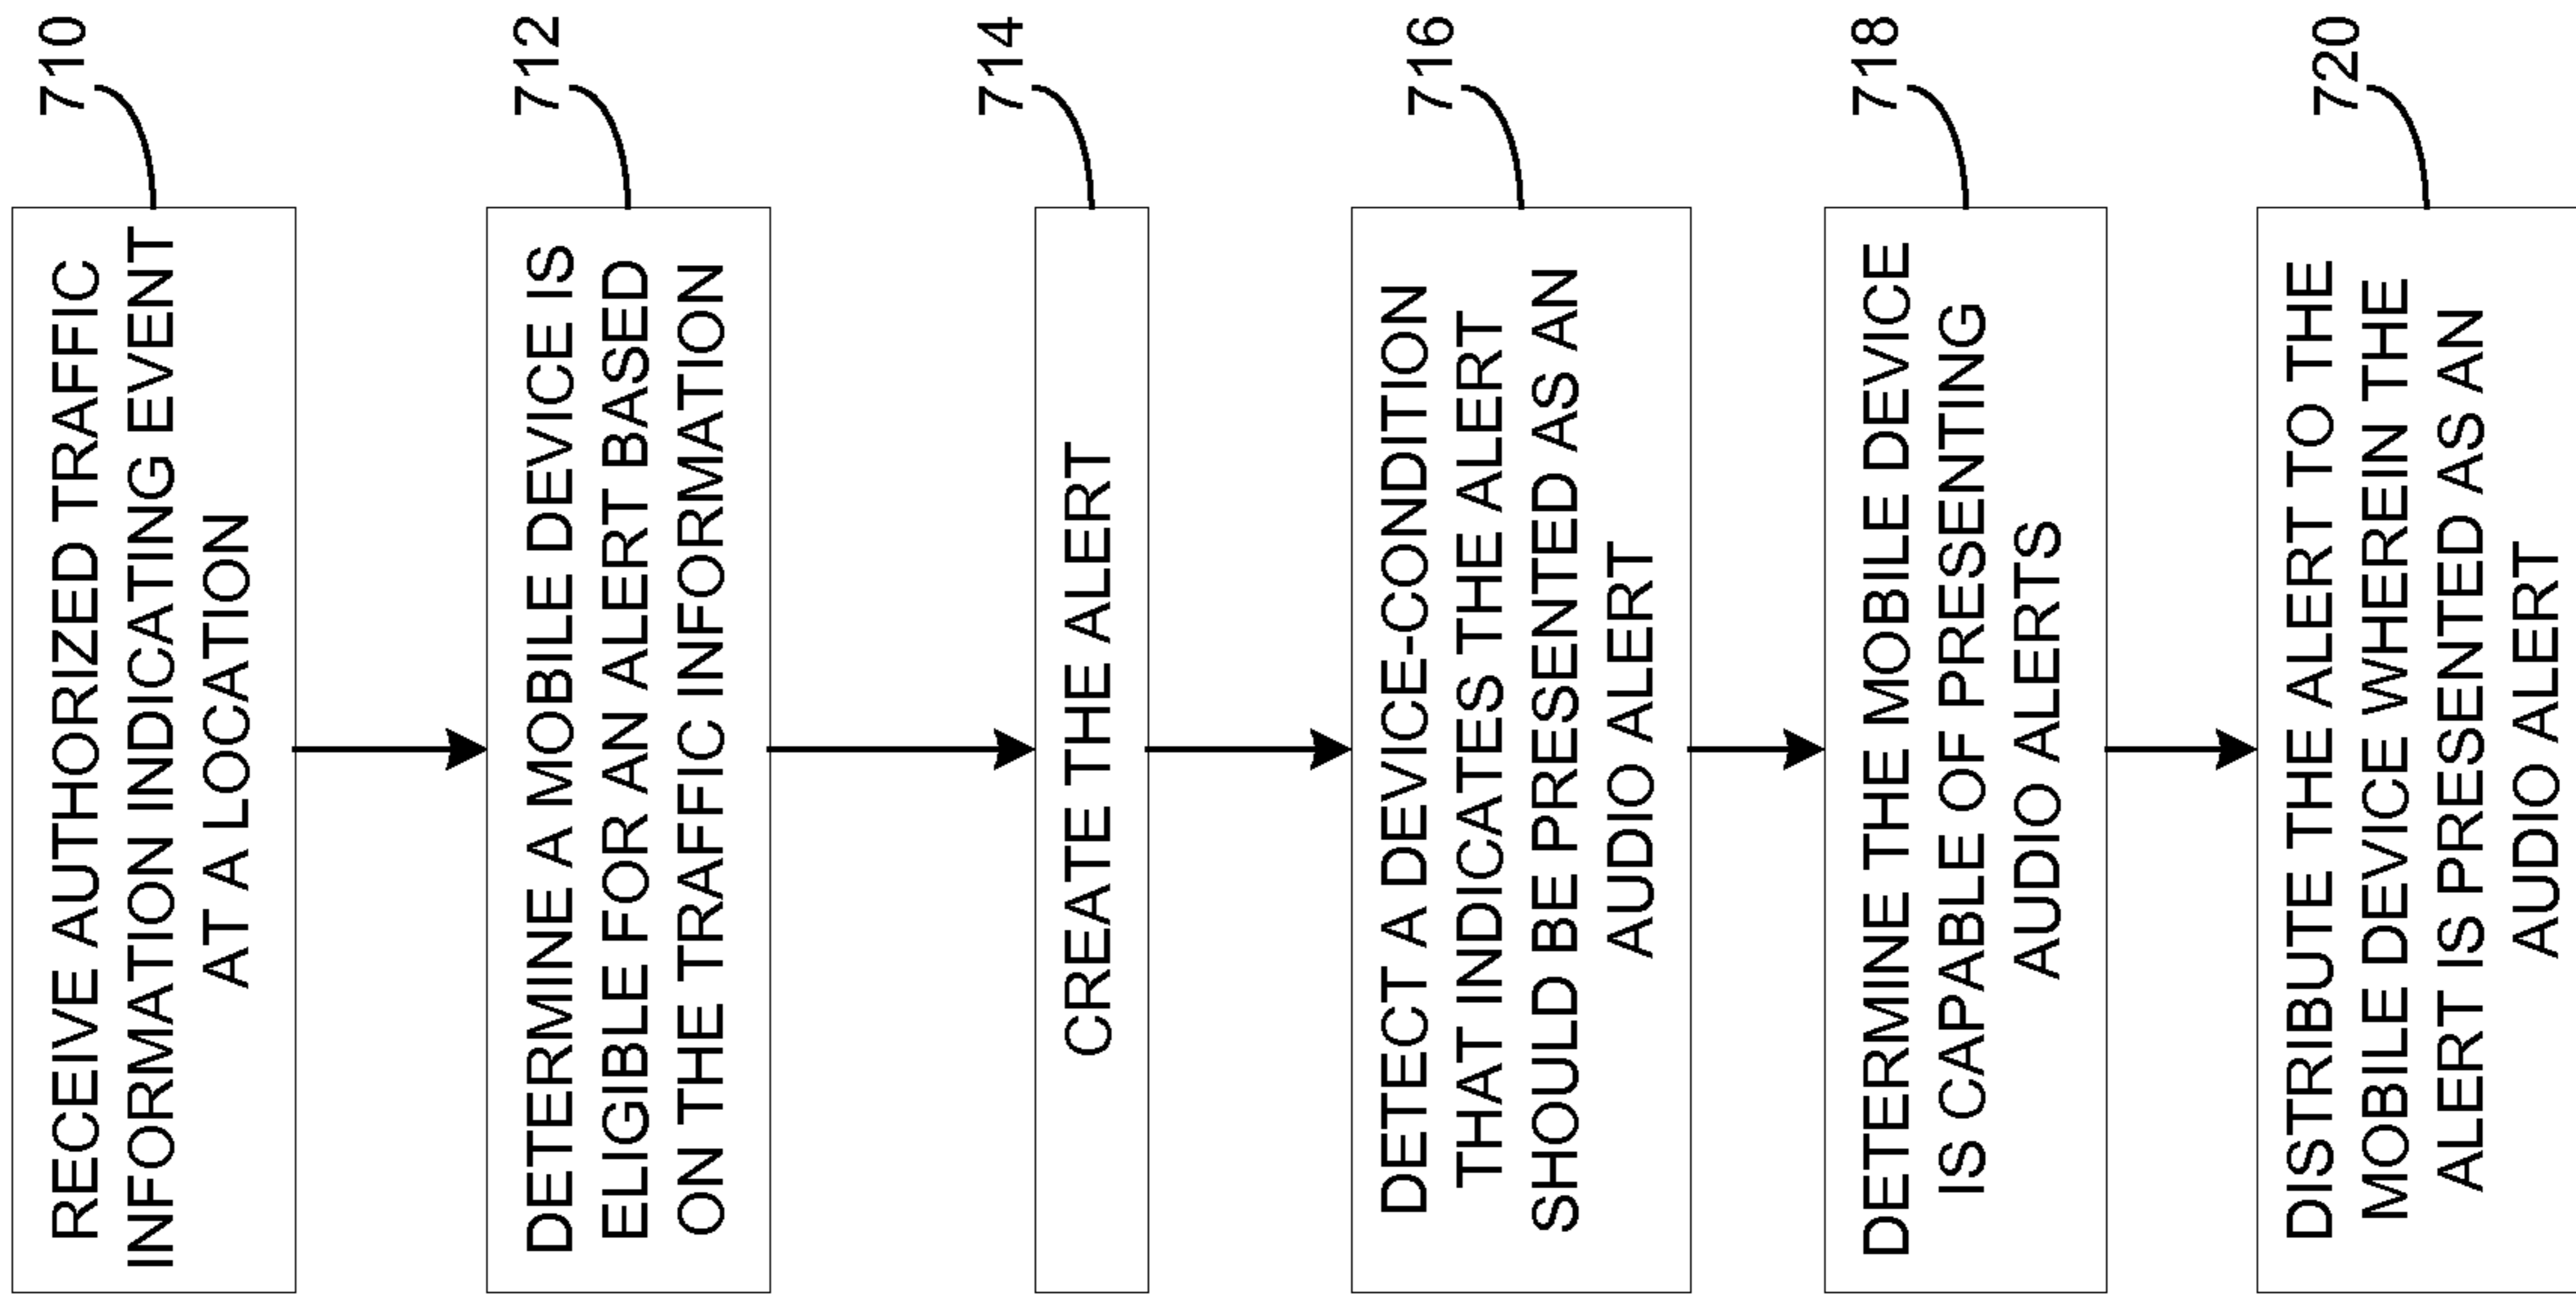 710
RECEIVE AUTHORIZED TRAFFIC
INFORMATION INDICATING EVENT
AT A LOCATION
712
DETERMINE A MOBILE DEVICE IS
ELIGIBLE FOR AN ALERT BASED
ON THE TRAFFIC INFORMATION
714
CREATE THE ALERT
716
DETECT A DEVICE-CONDITION
THAT INDICATES THE ALERT
SHOULD BE PRESENTED AS AN
AUDIO ALERT
718
DETERMINE THE MOBILE DEVICE
IS CAPABLE OF PRESENTING
AUDIO ALERTS
720
DISTRIBUTE THE ALERT TO THE
MOBILE DEVICE WHEREIN THE
ALERT IS PRESENTED AS AN
AUDIO ALERT